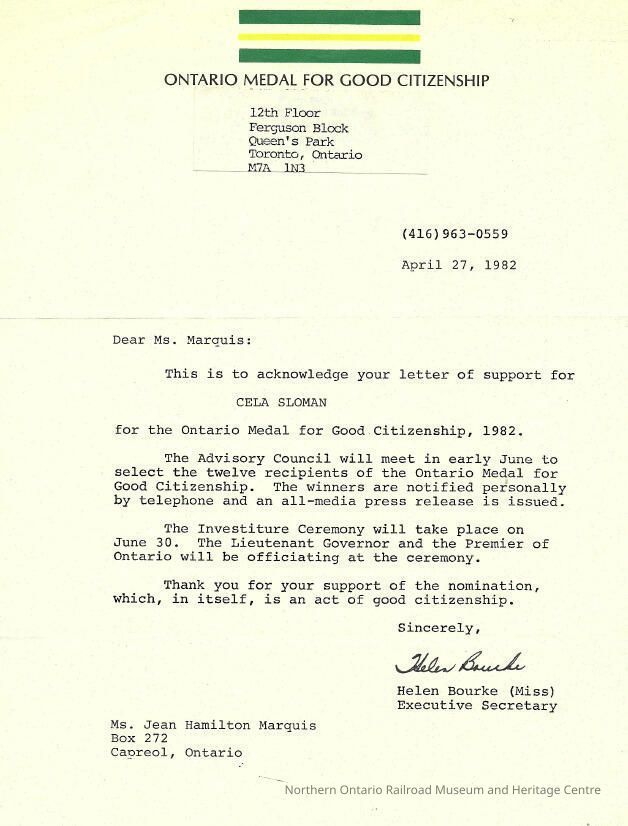 ONTARIO MEDAL FOR GOOD CITIZENSHIP
12th Floor
Ferguson Block
Queen's Park
Toronto, Ontario
M7A 1N3
(416)963-0559
April 27, 1982
Dear Ms. Marquis:
This is to acknowledge your letter of support for
CELA SLOMAN
for the Ontario Medal for Good Citizenship, 1982.
The Advisory Council will meet in early June to
select the twelve recipients of the Ontario Medal for
Good Citizenship. The winners are notified personally
by telephone and an all-media press release is issued.
The Investiture Ceremony will take place on
June 30. The Lieutenant Governor and the Premier of
Ontario will be officiating at the ceremony.
Thank you for your support of the nomination,
which, in itself, is an act of good citizenship.
Sincerely,
Helen Bourke
Helen Bourke (Miss)
Executive Secretary
Ms. Jean Hamilton Marquis
Box 272
Capreol, Ontario
Northern Ontario Railroad Museum and Heritage Centre